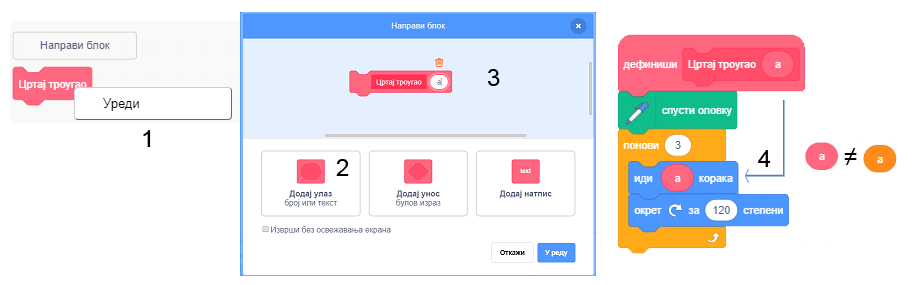 Направи блок
Цртај троугао
Уреди
1
Направи блок
Цртај троугао a
3
2
Додај улаз
број или текст
Додај унос
булов израз
text
Додај натпис
Изврши без освежавања екрана
Откажи
У реду
дефиниши Цртај троугао a
спусти оловку
понови 3
иди a корака
4
окрет за 120 степени
a ≠ a